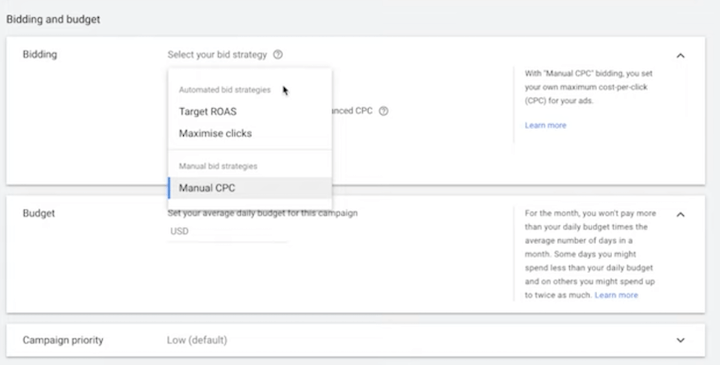 Bidding and budget
Bidding
Select your bid strategy
Automated bid strategies
Target ROAS
Maximise clicks
Manual bid strategies
Manual CPC
anced CPC
With "Manual CPC" bidding, you set
your own maximum cost-per-click
(CPC) for your ads.
Learn more
Budget
Set your average daily budget for this campaign
USD
For the month, you won't pay more
than your daily budget times the
average number of days in a
month. Some days you might
spend less than your daily budget
and on others you might spend up
to twice as much. Learn more
Campaign priority
Low (default)